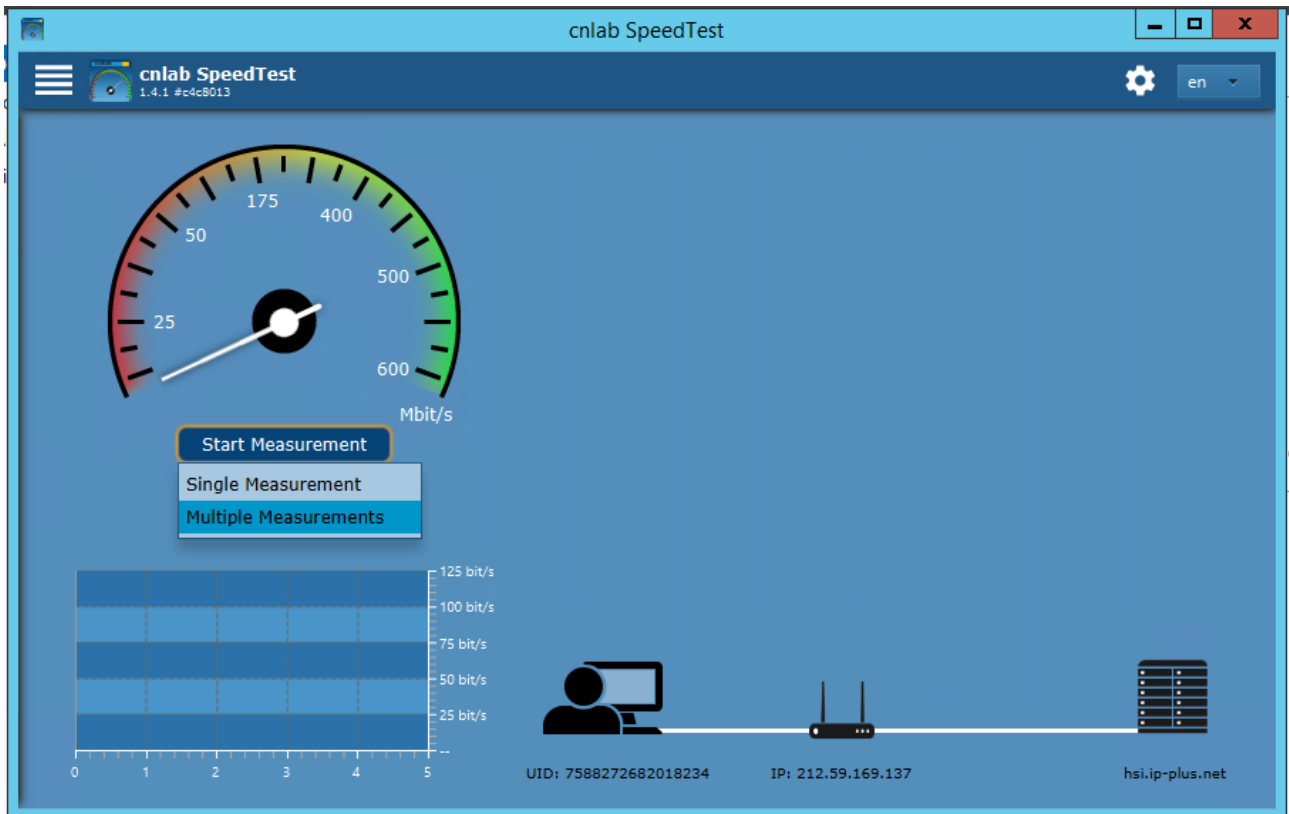 cnlab SpeedTest
cnlab SpeedTest
1.4.1 #c4c8013
en
25
50
175
400
500
600
Mbit/s
Start Measurement
Single Measurement
Multiple Measurements
125 bit/s
100 bit/s
75 bit/s
50 bit/s
25 bit/s
--
0 1 2 3 4 5
UID: 7588272682018234 IP: 212.59.169.137 hsi.ip-plus.net